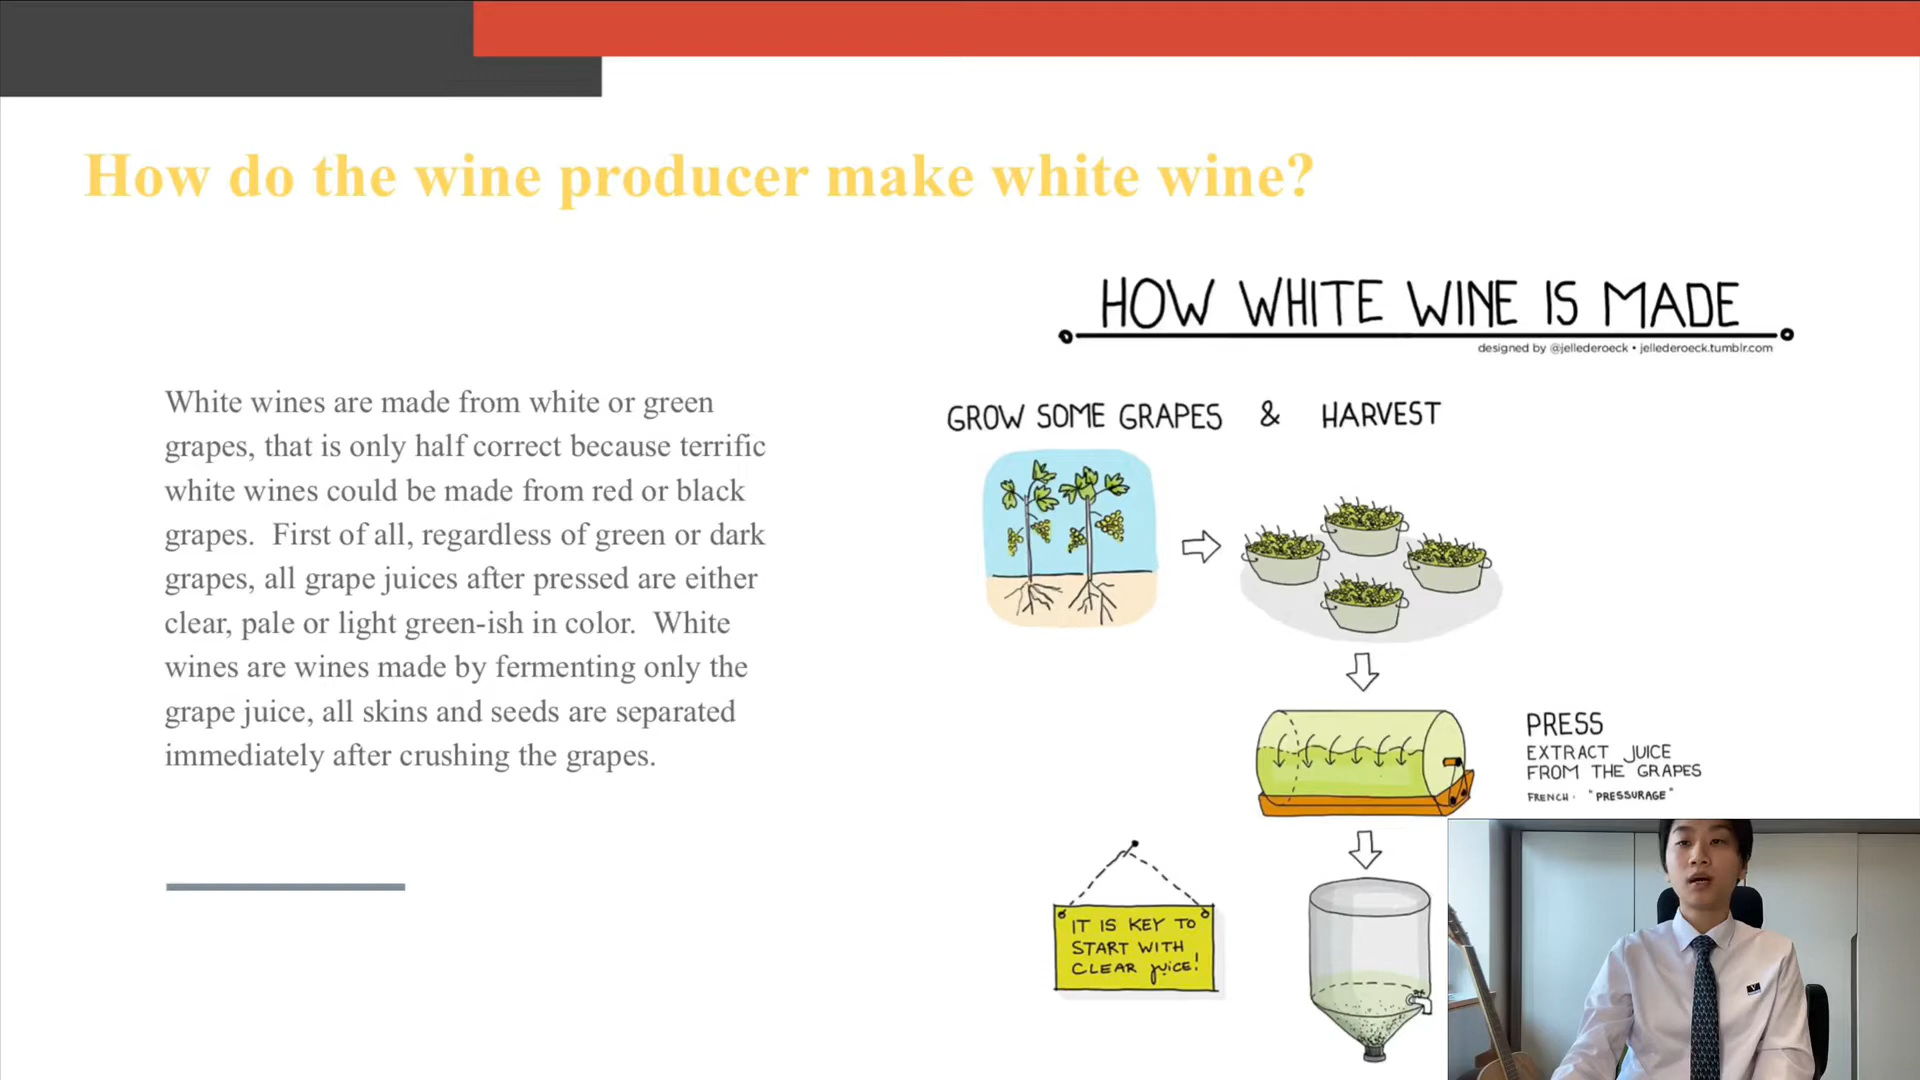 How do the wine producer make white wine?
HOW WHITE WINE IS MADE
designed by @jellederoeck • jellederoeck.tumblr.com
White wines are made from white or green
grapes, that is only half correct because terrific
white wines could be made from red or black
grapes.  First of all, regardless of green or dark
grapes, all grape juices after pressed are either
clear, pale or light green-ish in color.  White
wines are wines made by fermenting only the
grape juice, all skins and seeds are separated
immediately after crushing the grapes.
GROW SOME GRAPES & HARVEST
PRESS
EXTRACT JUICE
FROM THE GRAPES
FRENCH: "PRESSURAGE"
IT IS KEY TO
START WITH
CLEAR juice!